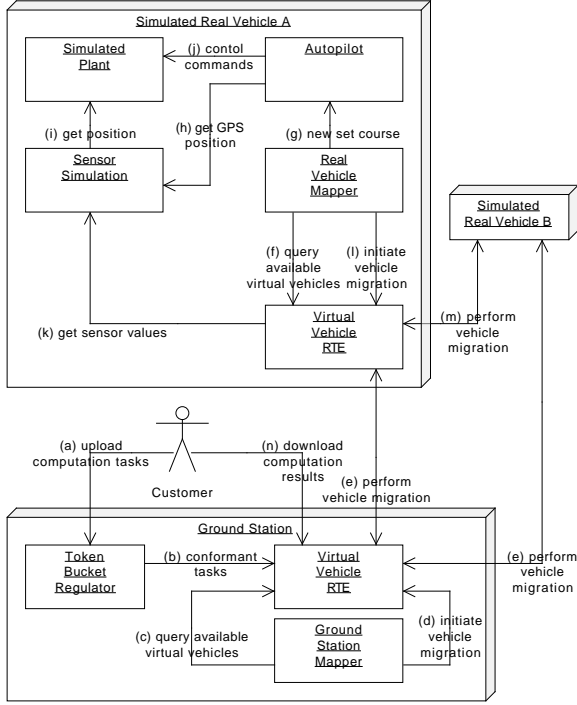 Simulated Real Vehicle A
Simulated
Plant
(j) contol
commands
Autopilot
(i) get position
(h) get GPS
position
(g) new set course
Sensor
Simulation
Real
Vehicle
Mapper
Simulated
Real Vehicle B
(f) query
available
virtual vehicles
(l) initiate
vehicle
migration
(k) get sensor values
Virtual
Vehicle
RTE
(m) perform
vehicle
migration
(a) upload
computation tasks
(n) download
computation
results
Customer
(e) perform
vehicle migration
Ground Station
Token
Bucket
Regulator
(b) conformant
tasks
Virtual
Vehicle
RTE
(e) perform
vehicle
migration
(c) query available
virtual vehicles
Ground
Station
Mapper
(d) initiate
vehicle
migration